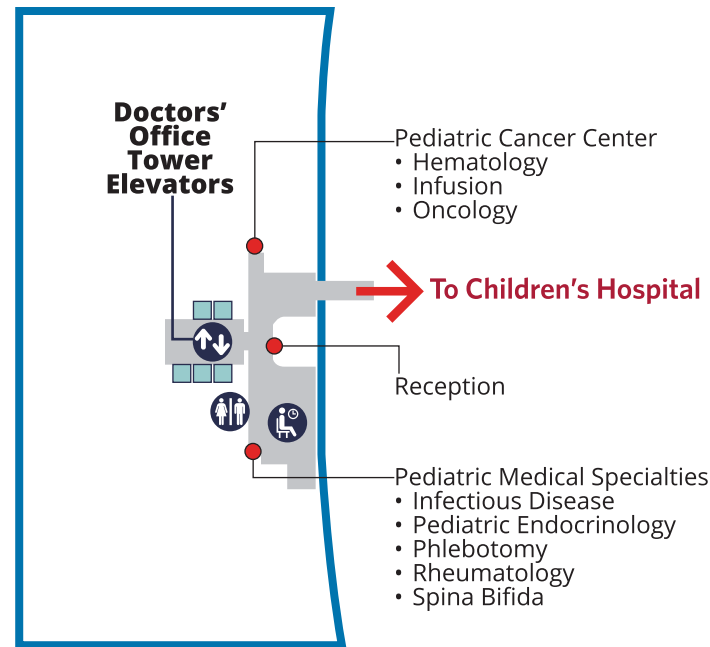 Doctors’
Office
Tower
Elevators
Pediatric Cancer Center
• Hematology
• Infusion
• Oncology
To Children’s Hospital
Reception
Pediatric Medical Specialties
• Infectious Disease
• Pediatric Endocrinology
• Phlebotomy
• Rheumatology
• Spina Bifida